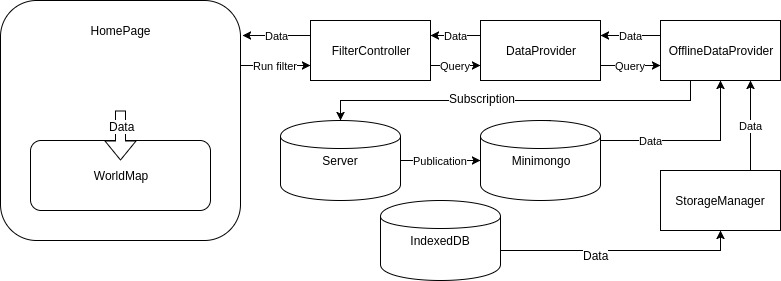 HomePage
Data
WorldMap
Data
Run filter
FilterController
Data
Query
DataProvider
Data
Query
OfflineDataProvider
Subscription
Server
Publication
Minimongo
Data
Data
StorageManager
IndexedDB
Data